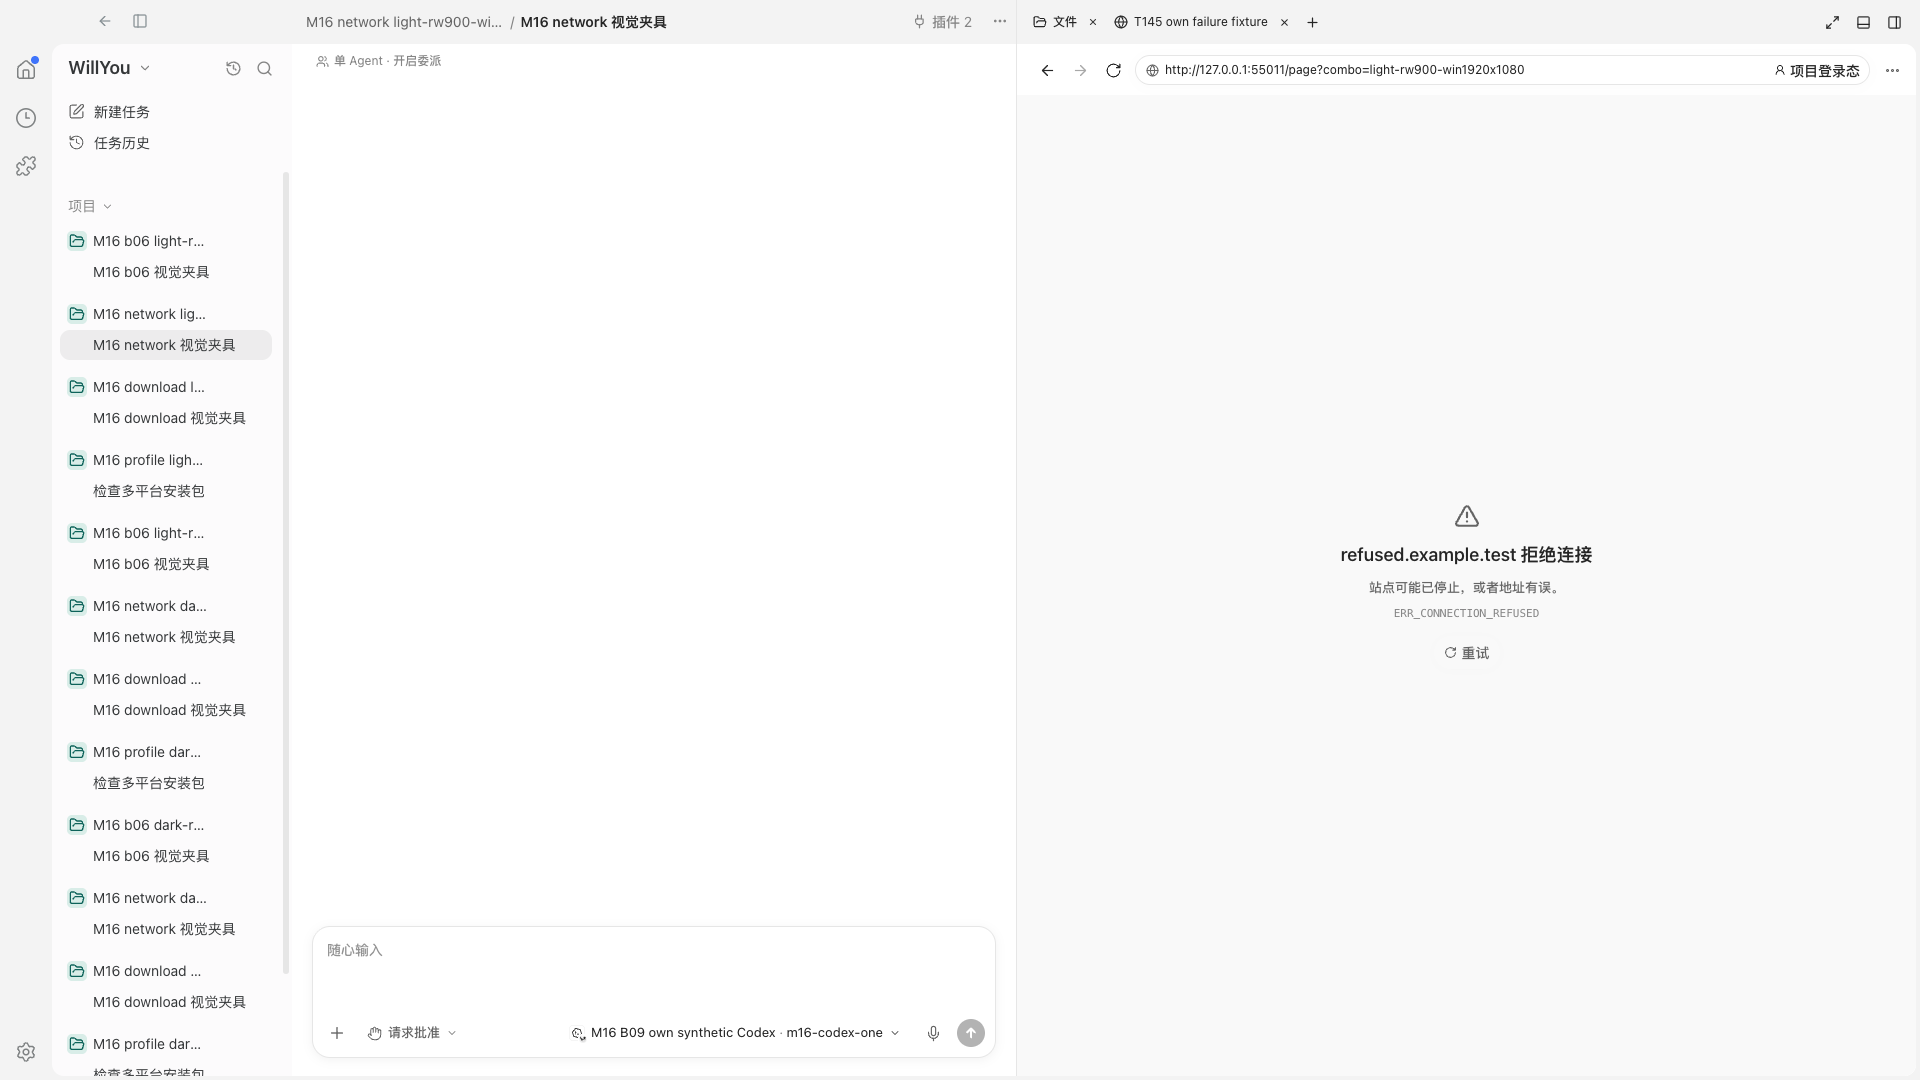 M16 network light-rw900-wi... / M16 network 视觉夹具
插件 2
文件
T145 own failure fixture
WillYou
新建任务
任务历史
项目
M16 b06 light-r...
M16 b06 视觉夹具
M16 network lig...
M16 network 视觉夹具
M16 download l...
M16 download 视觉夹具
M16 profile ligh...
检查多平台安装包
M16 b06 light-r...
M16 b06 视觉夹具
M16 network da...
M16 network 视觉夹具
M16 download ...
M16 download 视觉夹具
M16 profile dar...
检查多平台安装包
M16 b06 dark-r...
M16 b06 视觉夹具
M16 network da...
M16 network 视觉夹具
M16 download ...
M16 download 视觉夹具
M16 profile dar...
检查多平台安装包
单 Agent · 开启委派
随心输入
请求批准
M16 B09 own synthetic Codex · m16-codex-one
http://127.0.0.1:55011/page?combo=light-rw900-win1920x1080
项目登录态
refused.example.test 拒绝连接
站点可能已停止，或者地址有误。
ERR_CONNECTION_REFUSED
重试